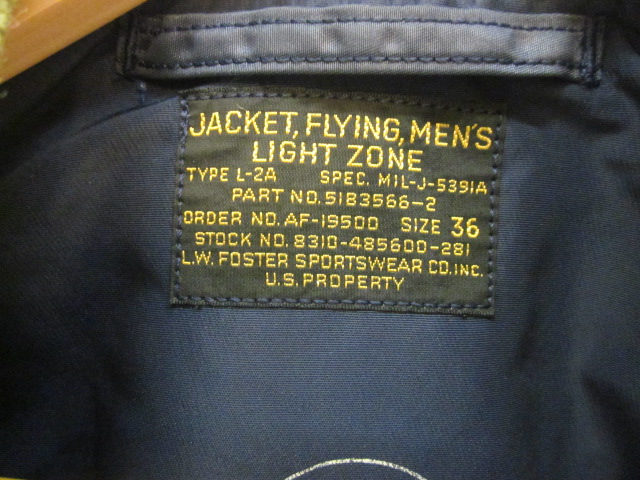 JACKET, FLYING, MEN'S
LIGHT ZONE
TYPE L-2A SPEC. MIL-J-5391A
PART NO. 51B3566-2
ORDER NO. AF-19500 SIZE 36
STOCK NO. 8310-485600-281
L.W. FOSTER SPORTSWEAR CO. INC.
U.S. PROPERTY